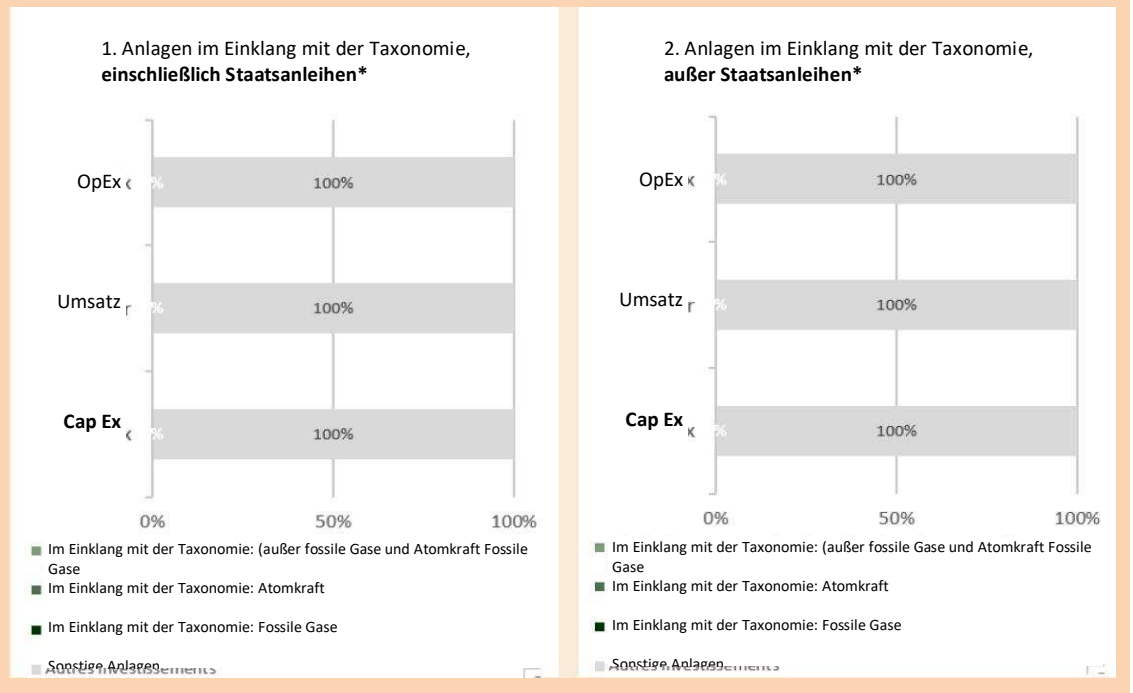 1. Anlagen im Einklang mit der Taxonomie,
einschließlich Staatsanleihen*
OpEx
%
100%
Umsatz
r
%
100%
Cap Ex
%
100%
0%
50%
100%
Im Einklang mit der Taxonomie: (außer fossile Gase und Atomkraft Fossile
Gase
Im Einklang mit der Taxonomie: Atomkraft
Im Einklang mit der Taxonomie: Fossile Gase
Sonstige Anlagen
Autres investissements
2. Anlagen im Einklang mit der Taxonomie,
außer Staatsanleihen*
OpEx
x
%
100%
Umsatz
r
%
100%
Cap Ex
x
%
100%
0%
50%
100%
Im Einklang mit der Taxonomie: (außer fossile Gase und Atomkraft Fossile
Gase
Im Einklang mit der Taxonomie: Atomkraft
Im Einklang mit der Taxonomie: Fossile Gase
Sonstige Anlagen
Autres investissements